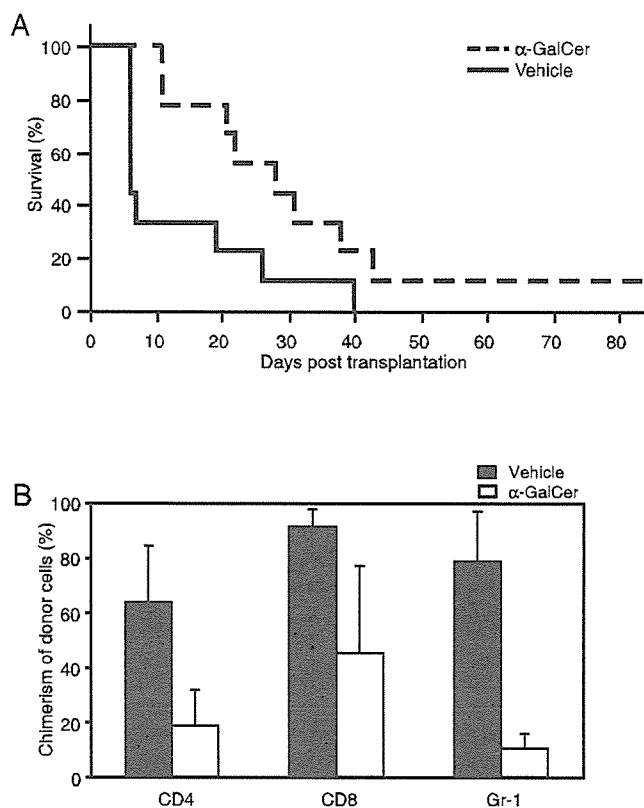 A
α-GalCer
Vehicle
Survival (%)
100
80
60
40
20
0
0 10 20 30 40 50 60 70 80
Days post transplantation
B
Vehicle
α-GalCer
Chimerism of donor cells (%)
100
80
60
40
20
0
CD4 CD8 Gr-1